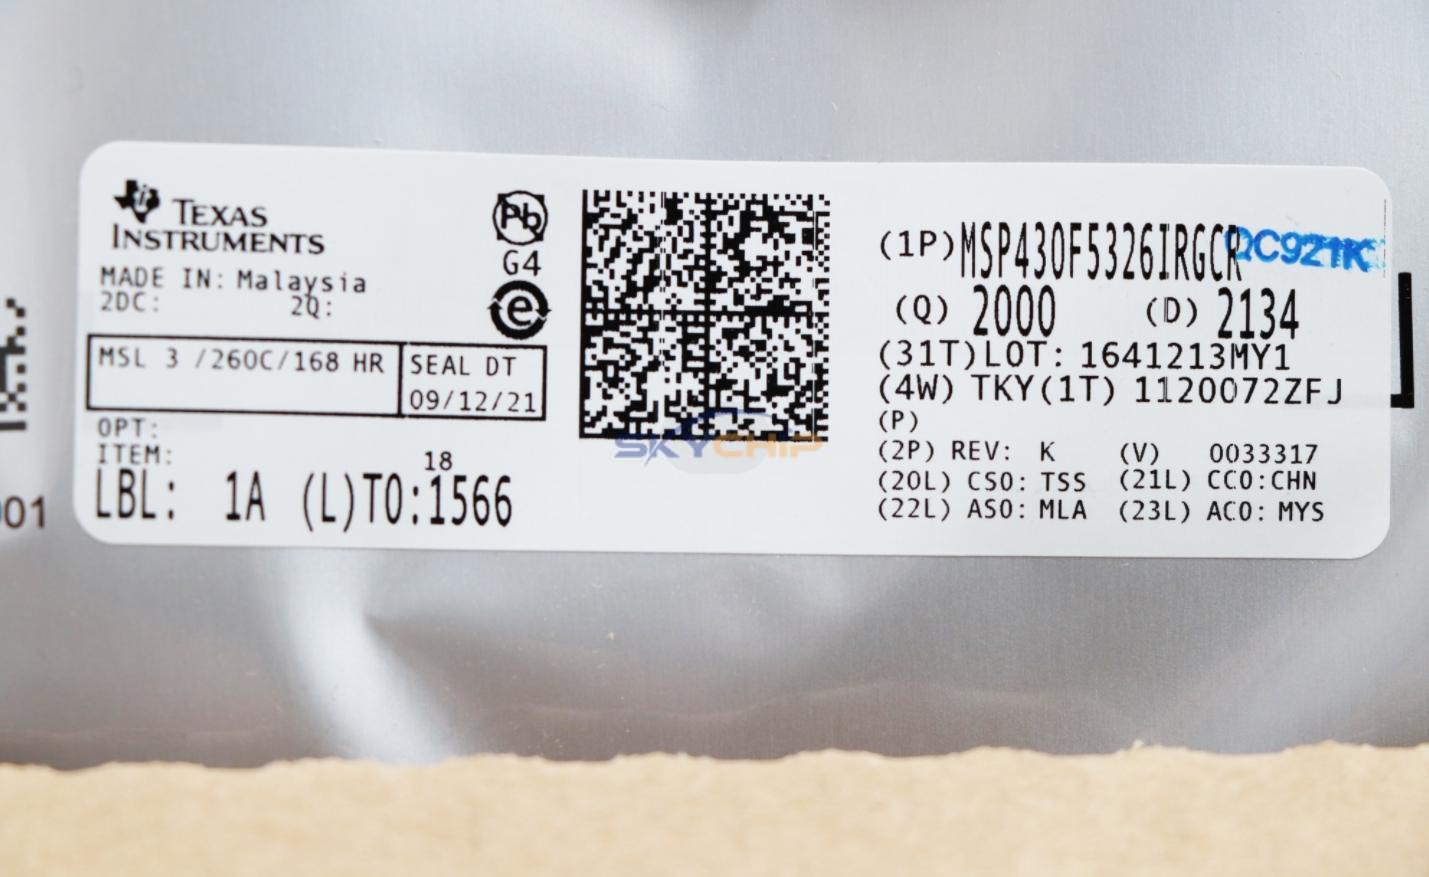 TEXAS
INSTRUMENTS
MADE IN: Malaysia
2DC: 2Q:
MSL 3 /260C/168 HR
SEAL DT
09/12/21
OPT:
ITEM:
18
LBL: 1A (L)TO:1566
Pb
G4
e
(1P)MSP430F5326IRGCR
(Q) 2000 (D) 2134
(31T)LOT: 1641213MY1
(4W) TKY(1T) 1120072ZFJ
(P)
(2P) REV: K (V) 0033317
(20L) CSO: TSS (21L) CCO:CHN
(22L) ASO: MLA (23L) ACO: MYS
SKYCHIP
001